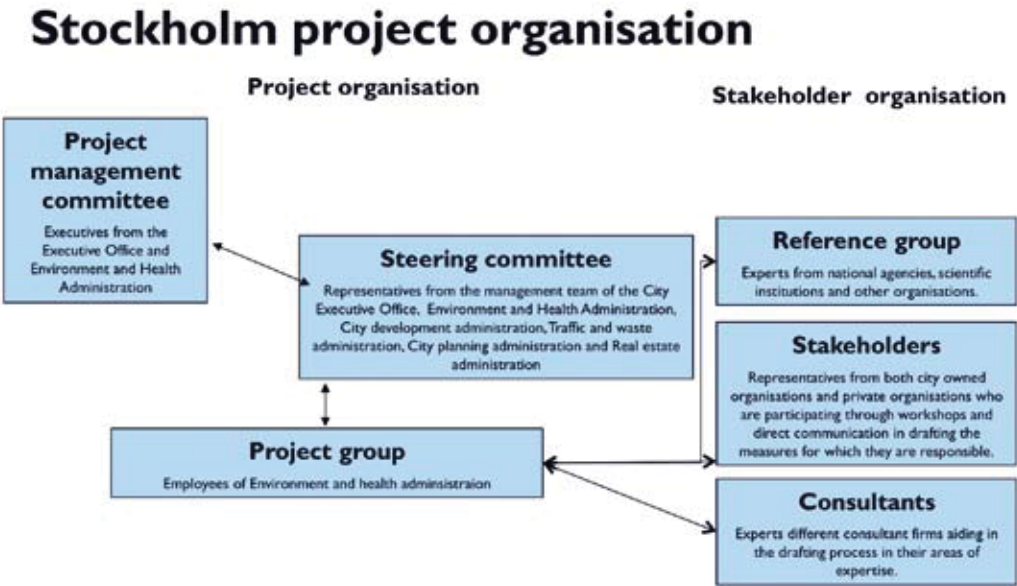 Stockholm project organisation
Project organisation
Stakeholder organisation
Project
management
committee
Executives from the
Executive Office and
Environment and Health
Administration
Steering committee
Representatives from the management team of the City
Executive Office, Environment and Health Administration,
City development administration, Traffic and waste
administration, City planning administration and Real estate
administration
Project group
Employees of Environment and health adminsistraion
Reference group
Experts from national agencies, scientific
institutions and other organisations.
Stakeholders
Representatives from both city owned
organisations and private organisations who
are participating through workshops and
direct communication in drafting the
measures for which they are responsible.
Consultants
Experts different consultant firms aiding in
the drafting process in their areas of
expertise.